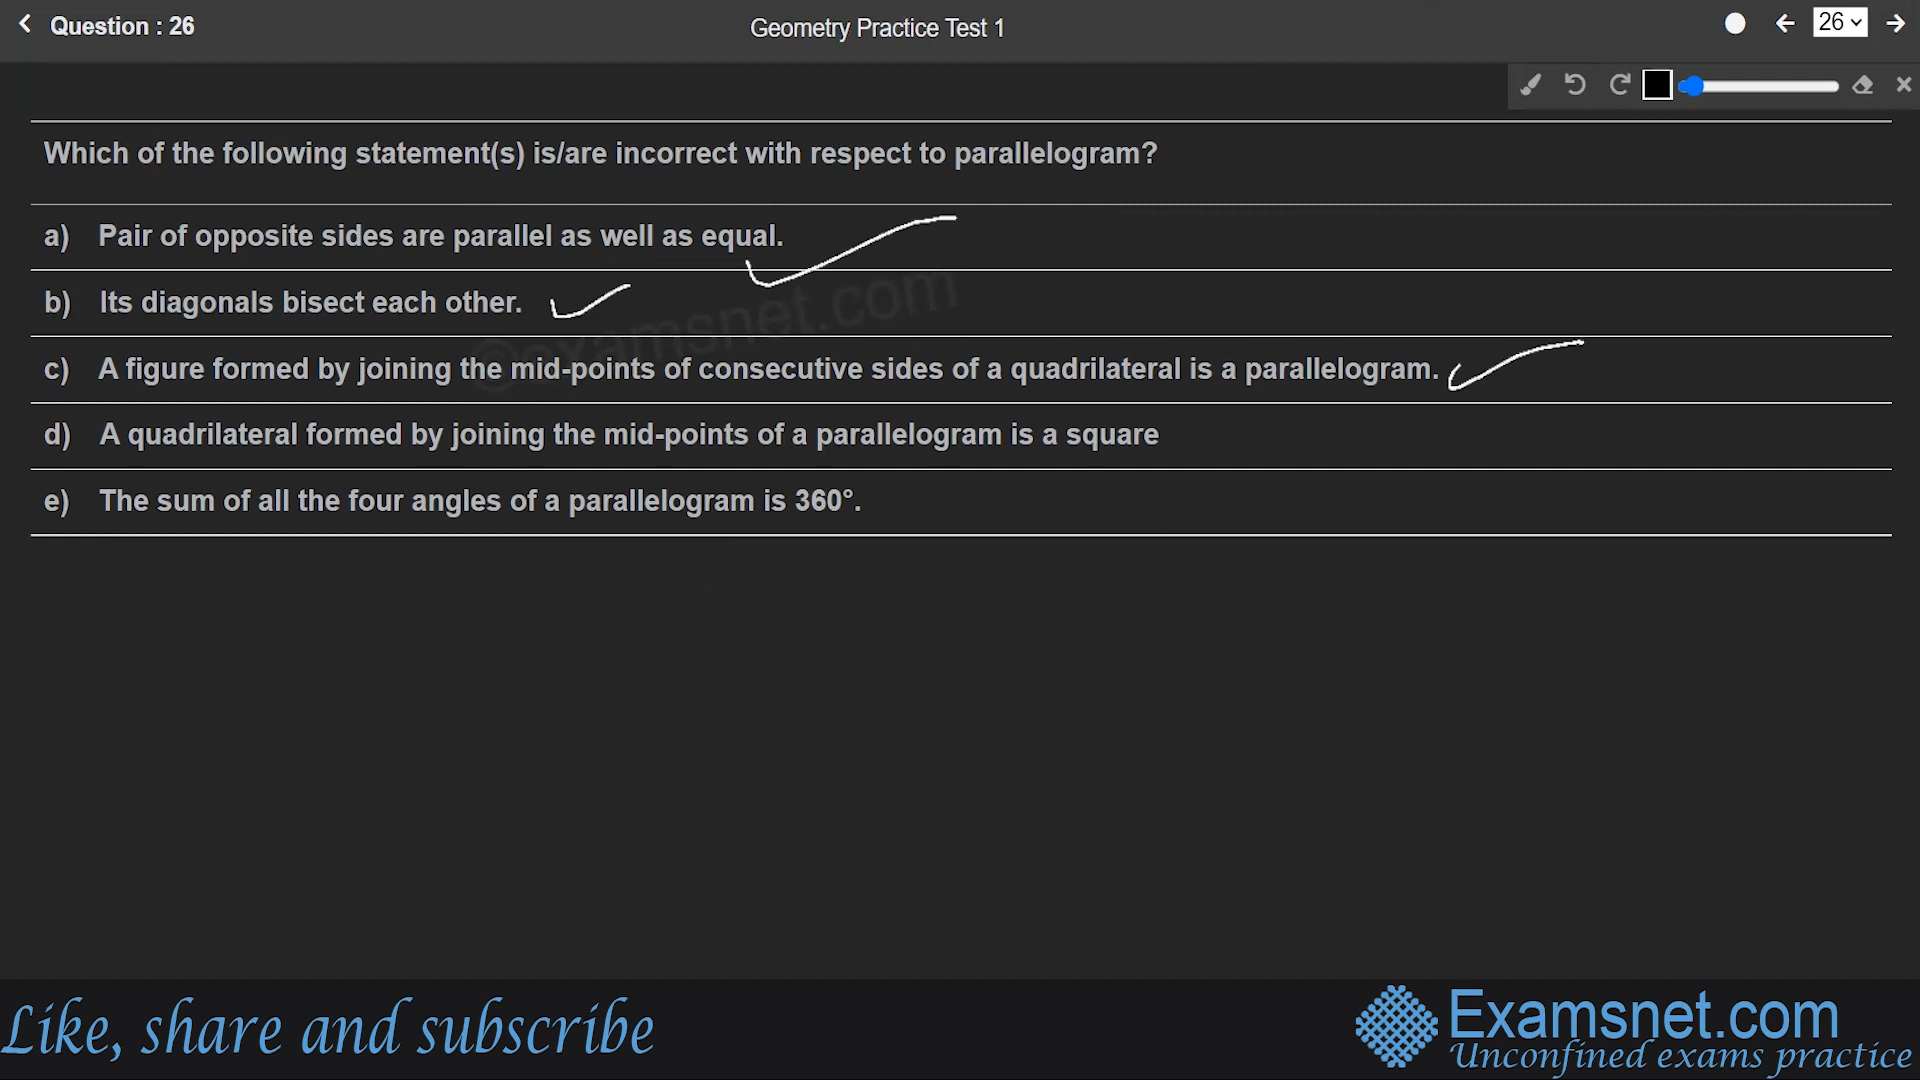 Question : 26
Geometry Practice Test 1
26
Which of the following statement(s) is/are incorrect with respect to parallelogram?
a) Pair of opposite sides are parallel as well as equal.
b) Its diagonals bisect each other.
©examsnet.com
c) A figure formed by joining the mid-points of consecutive sides of a quadrilateral is a parallelogram.
d) A quadrilateral formed by joining the mid-points of a parallelogram is a square
e) The sum of all the four angles of a parallelogram is 360°.
Like, share and subscribe
Examsnet.com
Unconfined exams practice